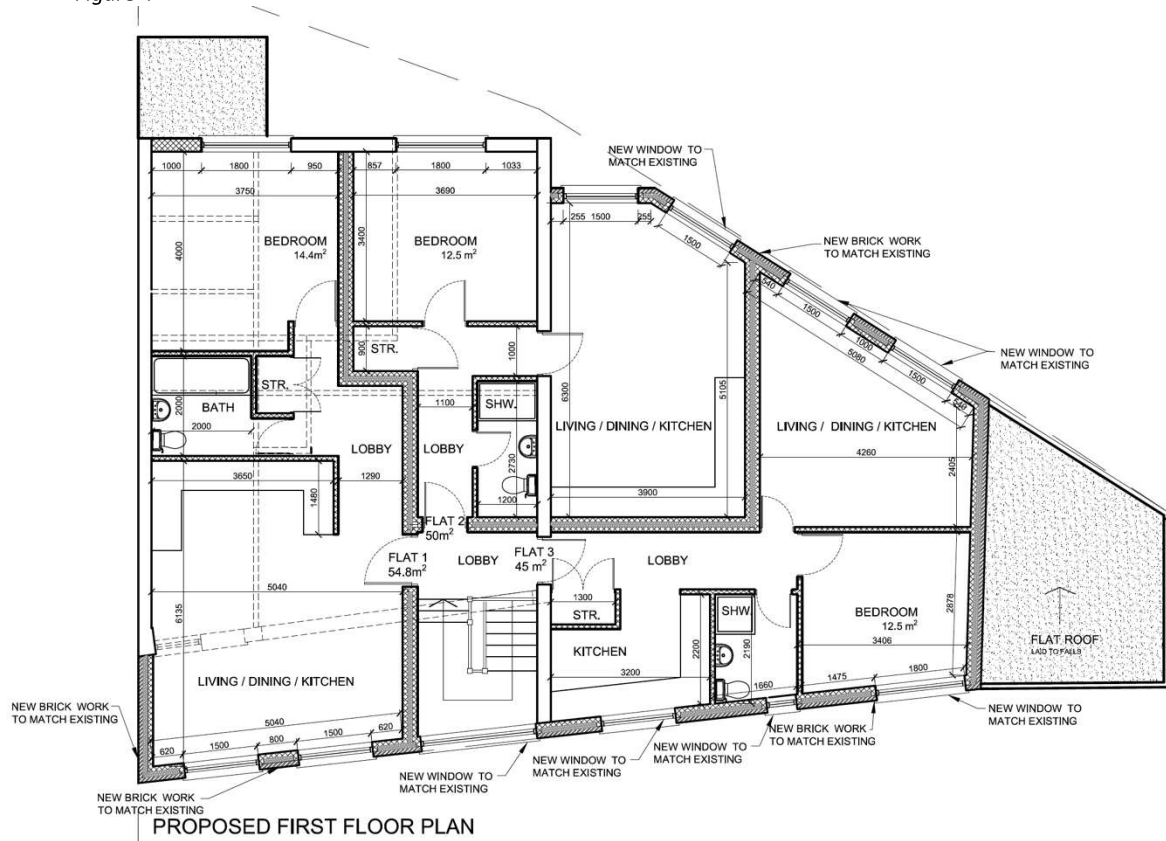 1000
1800
950
857
1800
1033
3750
3690
NEW WINDOW TO
MATCH EXISTING
255
1500
255
1500
BEDROOM
14.4m²
4000
BEDROOM
12.5 m²
3400
NEW BRICK WORK
TO MATCH EXISTING
540
1500
1000
5080
1500
540
NEW WINDOW TO
MATCH EXISTING
900
STR.
1000
6300
5105
STR.
BATH
2000
2000
1100
SHW.
LOBBY
LOBBY
2730
1200
LIVING / DINING / KITCHEN
3900
LIVING / DINING / KITCHEN
4260
2405
3650
1480
1290
FLAT 2
50m²
FLAT 1
54.8m²
LOBBY
FLAT 3
45 m²
LOBBY
5040
6135
1300
STR.
KITCHEN
2200
3200
SHW.
2190
1660
BEDROOM
12.5 m²
3406
2878
1475
1800
FLAT ROOF
LAID TO FALLS
LIVING / DINING / KITCHEN
5040
620
1500
800
1500
620
NEW BRICK WORK
TO MATCH EXISTING
NEW BRICK WORK
TO MATCH EXISTING
NEW WINDOW TO
MATCH EXISTING
NEW WINDOW TO
MATCH EXISTING
NEW WINDOW TO
MATCH EXISTING
NEW BRICK WORK
TO MATCH EXISTING
NEW WINDOW TO
MATCH EXISTING
PROPOSED FIRST FLOOR PLAN